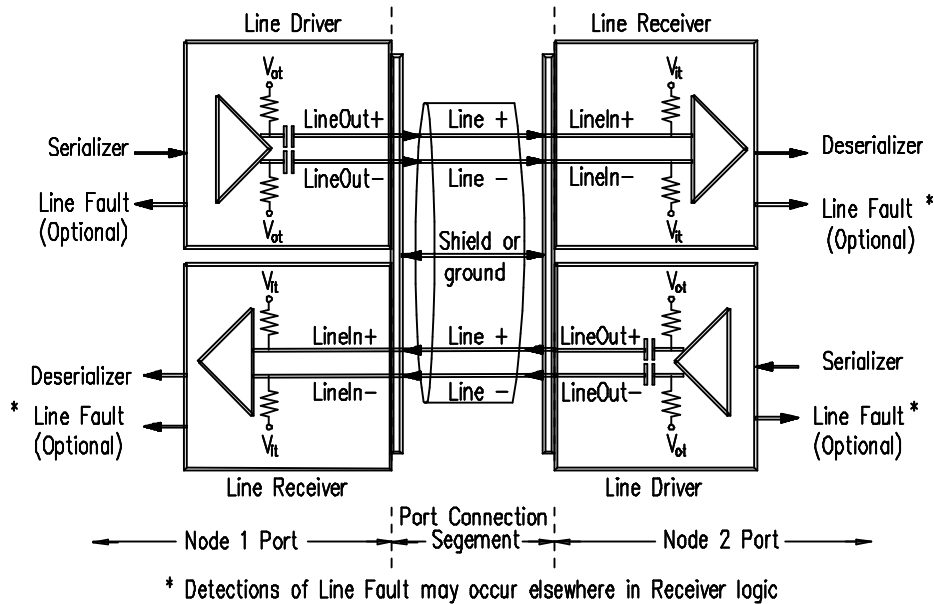 Line Driver
Line Receiver
Vot
Vit
LineOut+
Line +
LineIn+
Serializer
Deserializer
LineOut-
Line -
LineIn-
Line Fault
(Optional)
Line Fault *
(Optional)
Vot
Vit
Shield or
ground
Vit
Vot
LineIn+
Line +
LineOut+
Deserializer
Serializer
LineIn-
Line -
LineOut-
* Line Fault
(Optional)
Line Fault *
(Optional)
Vit
Vot
Line Receiver
Line Driver
Port Connection
Segement
Node 1 Port
Node 2 Port
* Detections of Line Fault may occur elsewhere in Receiver logic